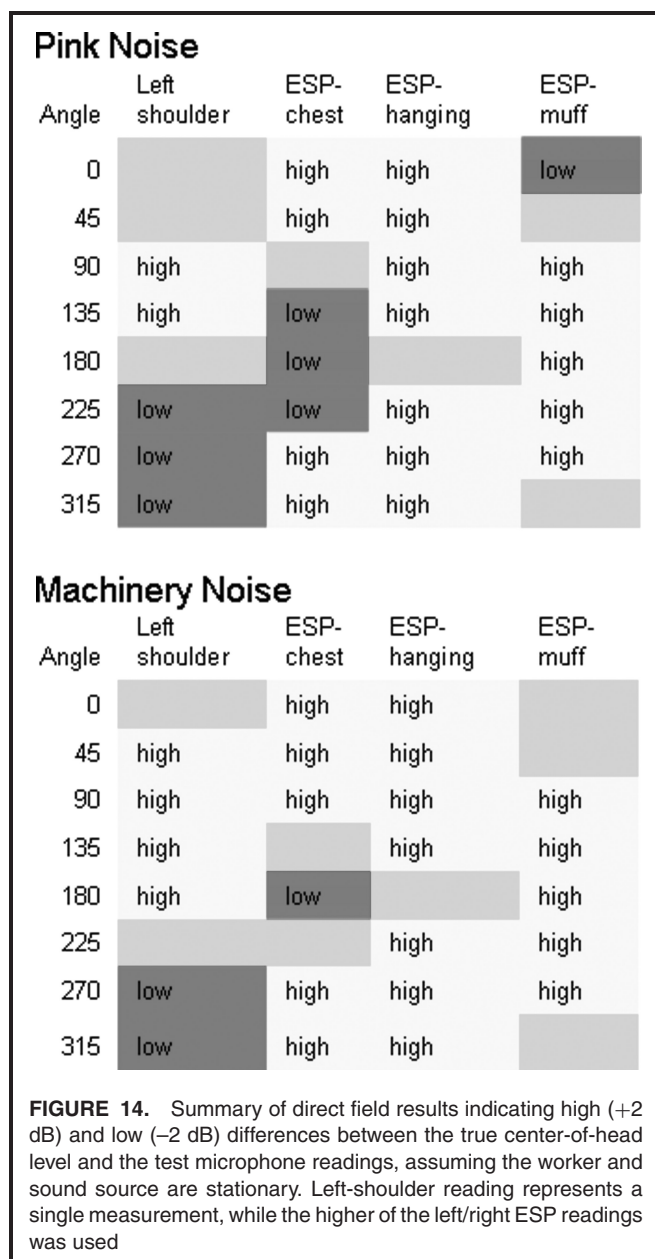 Pink Noise
Left ESP- ESP- ESP-
Angle shoulder chest hanging muff
0 high high low
45 high high
90 high high high
135 high low high high
180 low high
225 low low high high
270 low high high high
315 low high high
Machinery Noise
Left ESP- ESP- ESP-
Angle shoulder chest hanging muff
0 high high
45 high high high
90 high high high high
135 high high high
180 high low high
225 high high
270 low high high high
315 low high high
FIGURE 14. Summary of direct field results indicating high (+2
dB) and low (–2 dB) differences between the true center-of-head
level and the test microphone readings, assuming the worker and
sound source are stationary. Left-shoulder reading represents a
single measurement, while the higher of the left/right ESP readings
was used